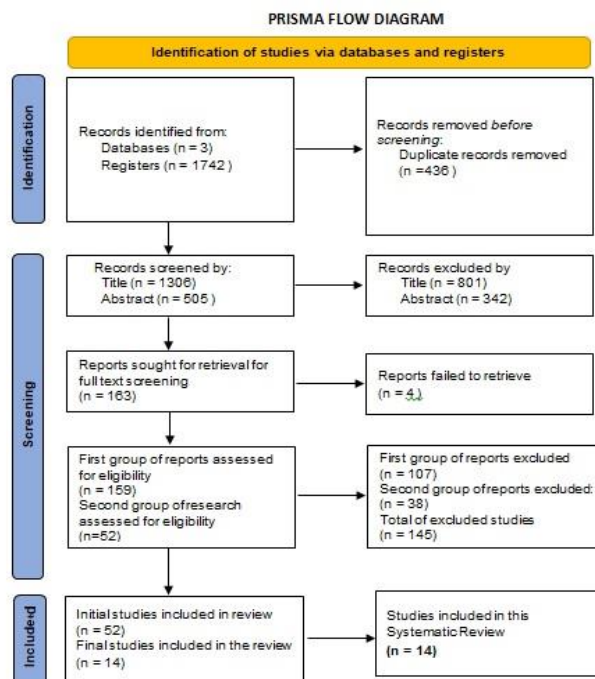 PRISMA FLOW DIAGRAM
Identification of studies via databases and registers
Identification
Records identified from:
Databases (n = 3)
Registers (n = 1742 )
Records removed before
screening:
Duplicate records removed
(n =436 )
Screening
Records screened by:
Title (n = 1306)
Abstract (n = 505 )
Records excluded by
Title (n = 801)
Abstract (n = 342)
Reports sought for retrieval for
full text screening
(n = 163)
Reports failed to retrieve
(n = 4 )
First group of reports assessed
for eligibility
(n = 159)
Second group of research
assessed for eligibility
(n=52)
First group of reports excluded
(n = 107)
Second group of reports excluded:
(n = 38)
Total of excluded studies
(n = 145)
Included
Initial studies included in review
(n = 52)
Final studies included in the review
(n = 14)
Studies included in this
Systematic Review
(n = 14)